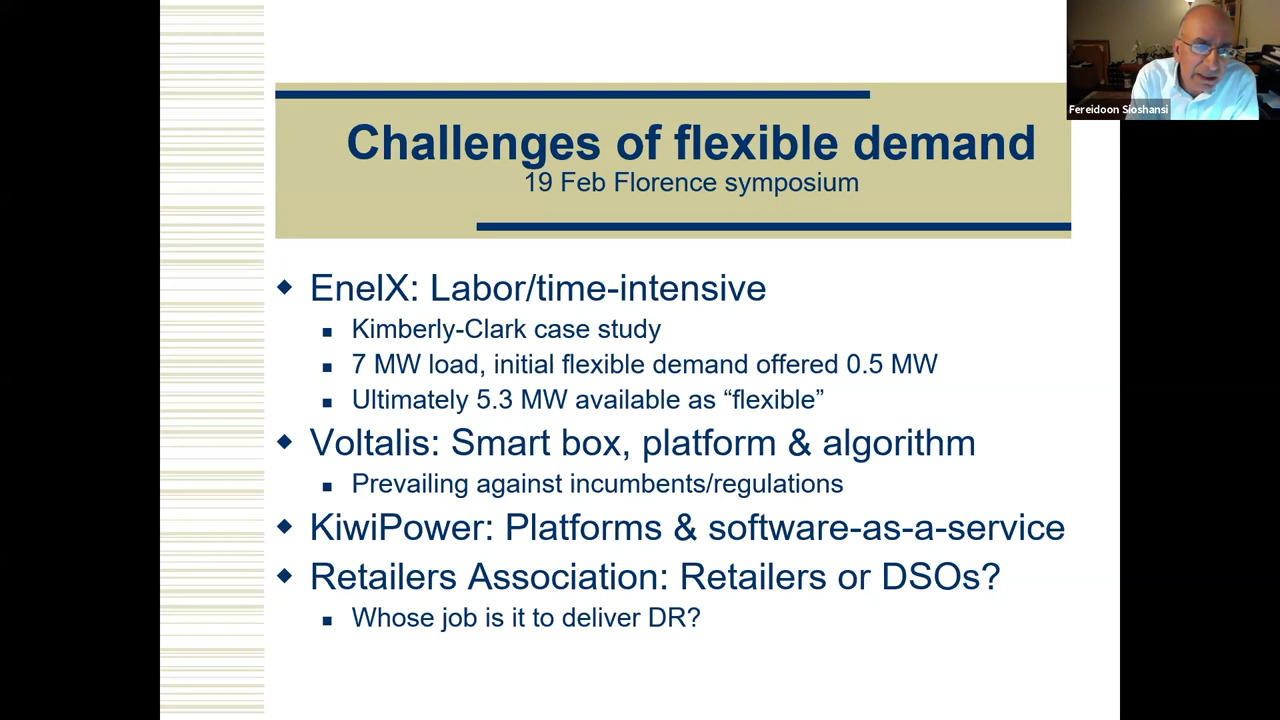 Challenges of flexible demand
19 Feb Florence symposium
EnelX: Labor/time-intensive
Kimberly-Clark case study
7 MW load, initial flexible demand offered 0.5 MW
Ultimately 5.3 MW available as “flexible”
Voltalis: Smart box, platform & algorithm
Prevailing against incumbents/regulations
KiwiPower: Platforms & software-as-a-service
Retailers Association: Retailers or DSOs?
Whose job is it to deliver DR?
Fereidoon Sioshansi